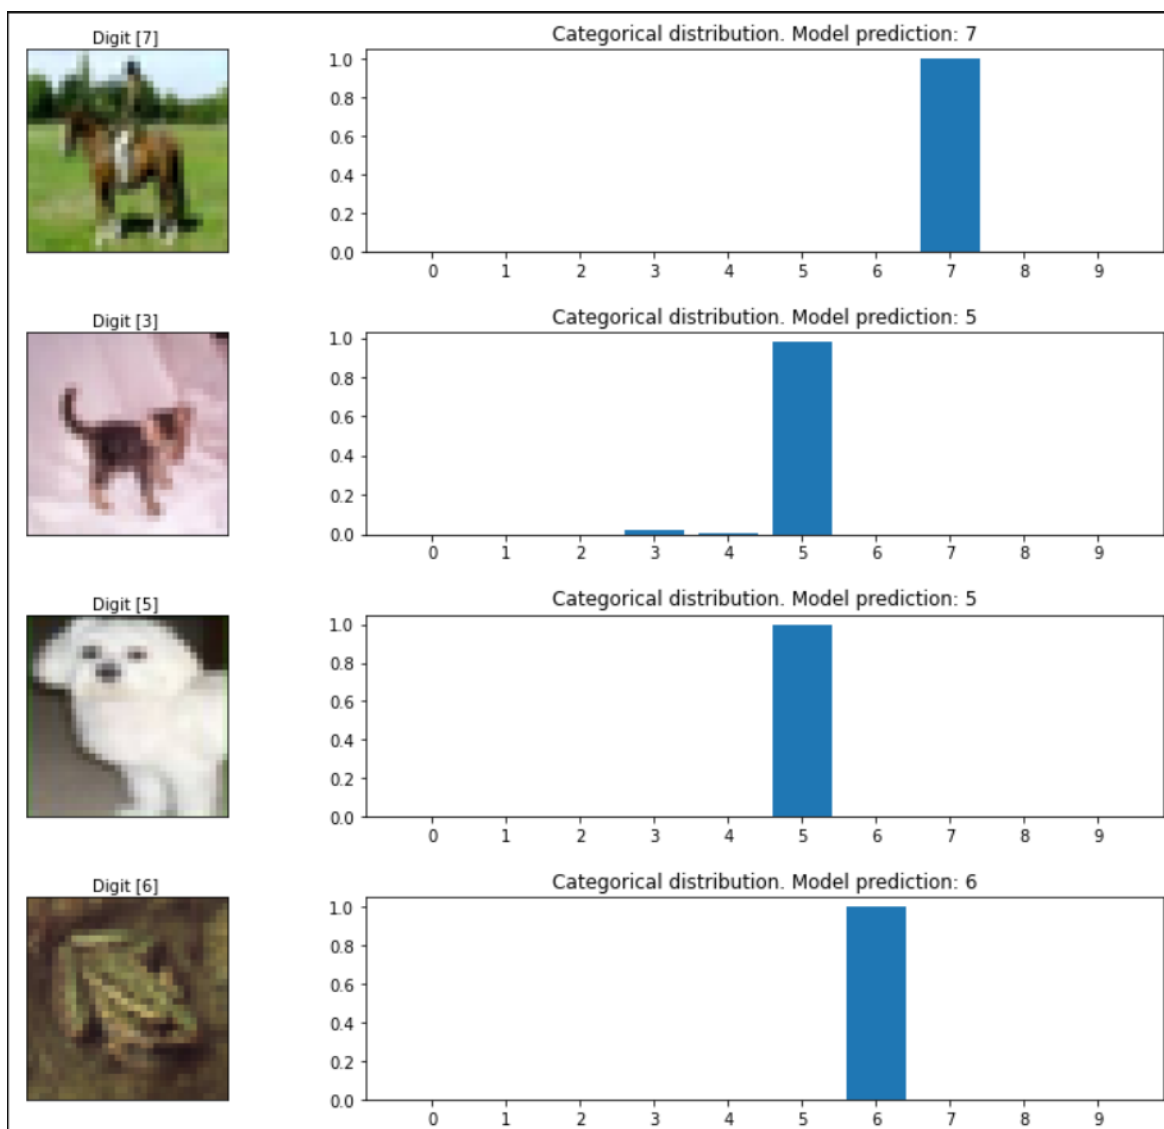 Digit [7]
Categorical distribution. Model prediction: 7
1.0
0.8
0.6
0.4
0.2
0.0
0 1 2 3 4 5 6 7 8 9
Digit [3]
Categorical distribution. Model prediction: 5
1.0
0.8
0.6
0.4
0.2
0.0
0 1 2 3 4 5 6 7 8 9
Digit [5]
Categorical distribution. Model prediction: 5
1.0
0.8
0.6
0.4
0.2
0.0
0 1 2 3 4 5 6 7 8 9
Digit [6]
Categorical distribution. Model prediction: 6
1.0
0.8
0.6
0.4
0.2
0.0
0 1 2 3 4 5 6 7 8 9